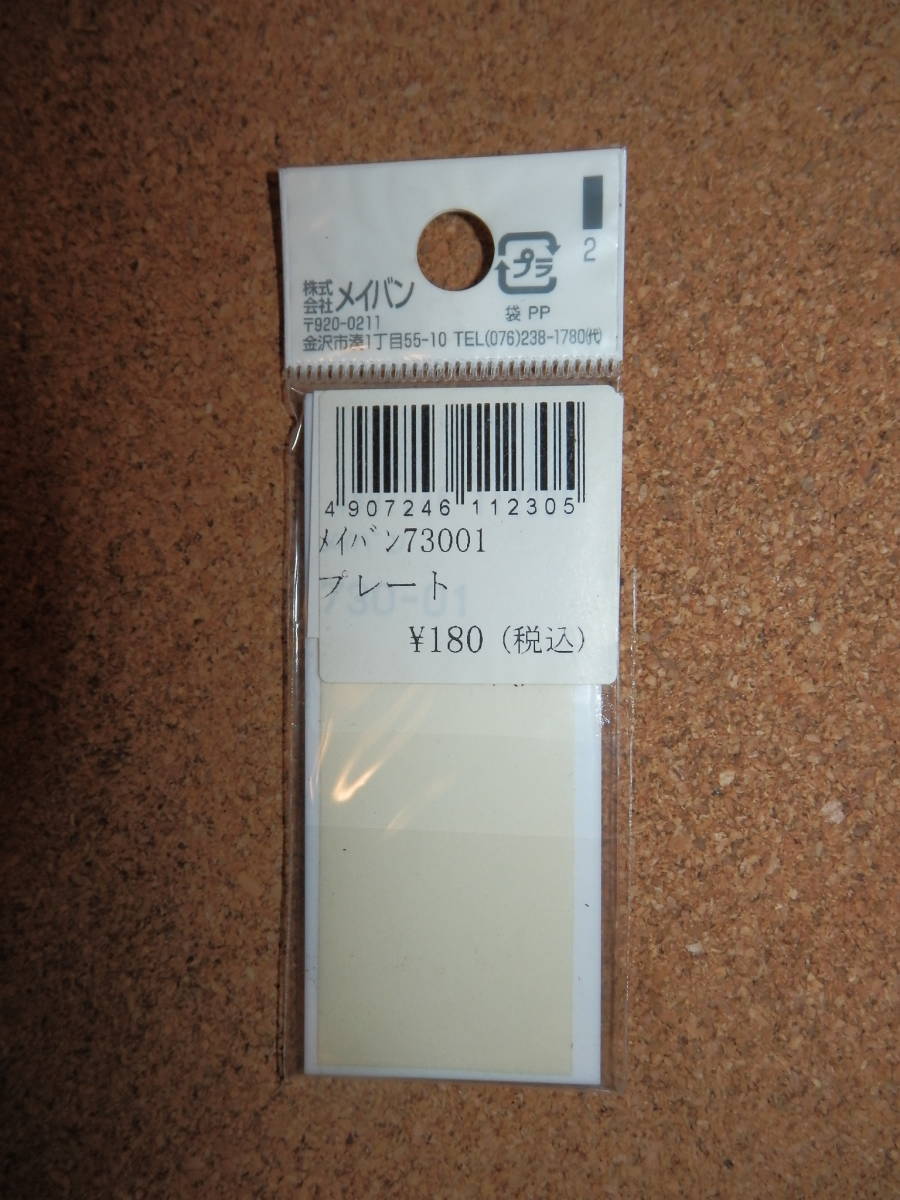 2
プラ
袋 PP
株式
会社 メイバン
〒920-0211
金沢市湊1丁目55-10 TEL(076)238-1780(代)
4 907246 112305
ﾒｲﾊﾞﾝ73001
プレート
730-01
¥180 (税込)